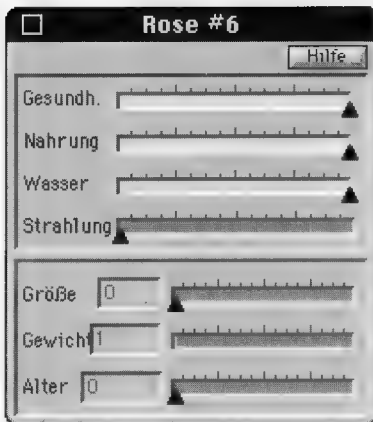 Rose #6
Hilfe
Gesundh.
Nahrung
Wasser
Strahlung
Größe 0
Gewicht 1
Alter 0